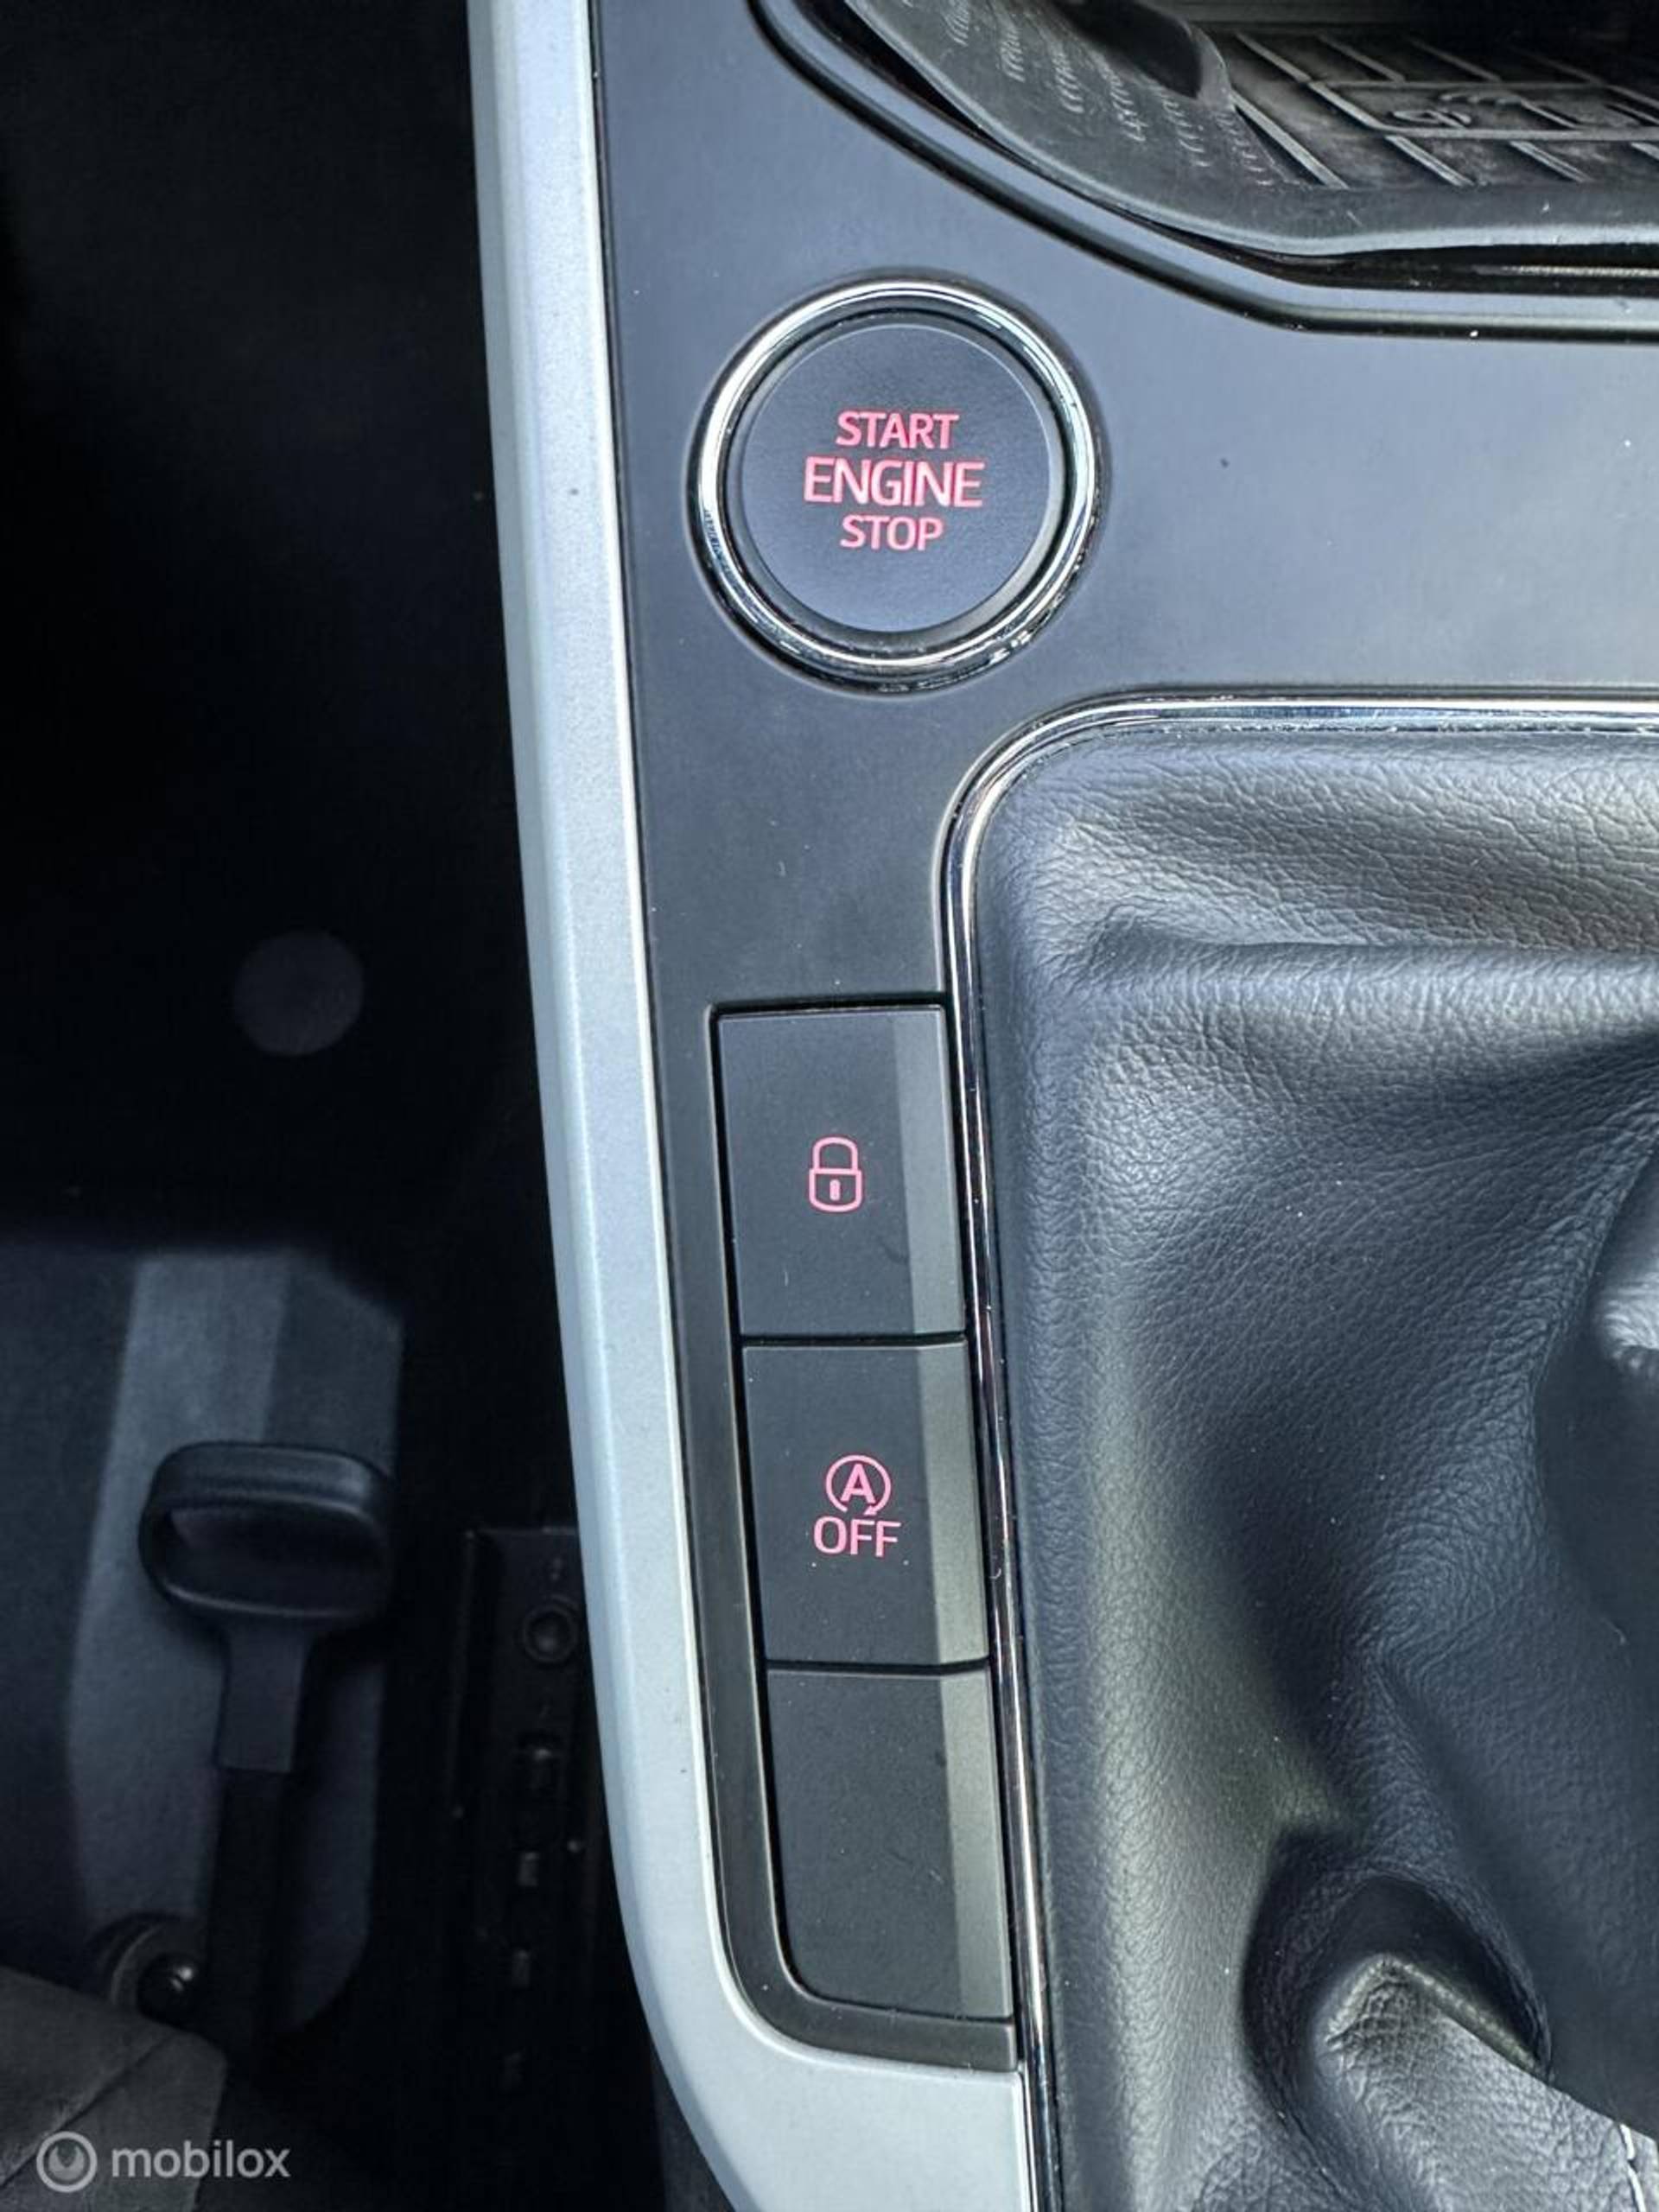 START
ENGINE
STOP
A
OFF
mobilox